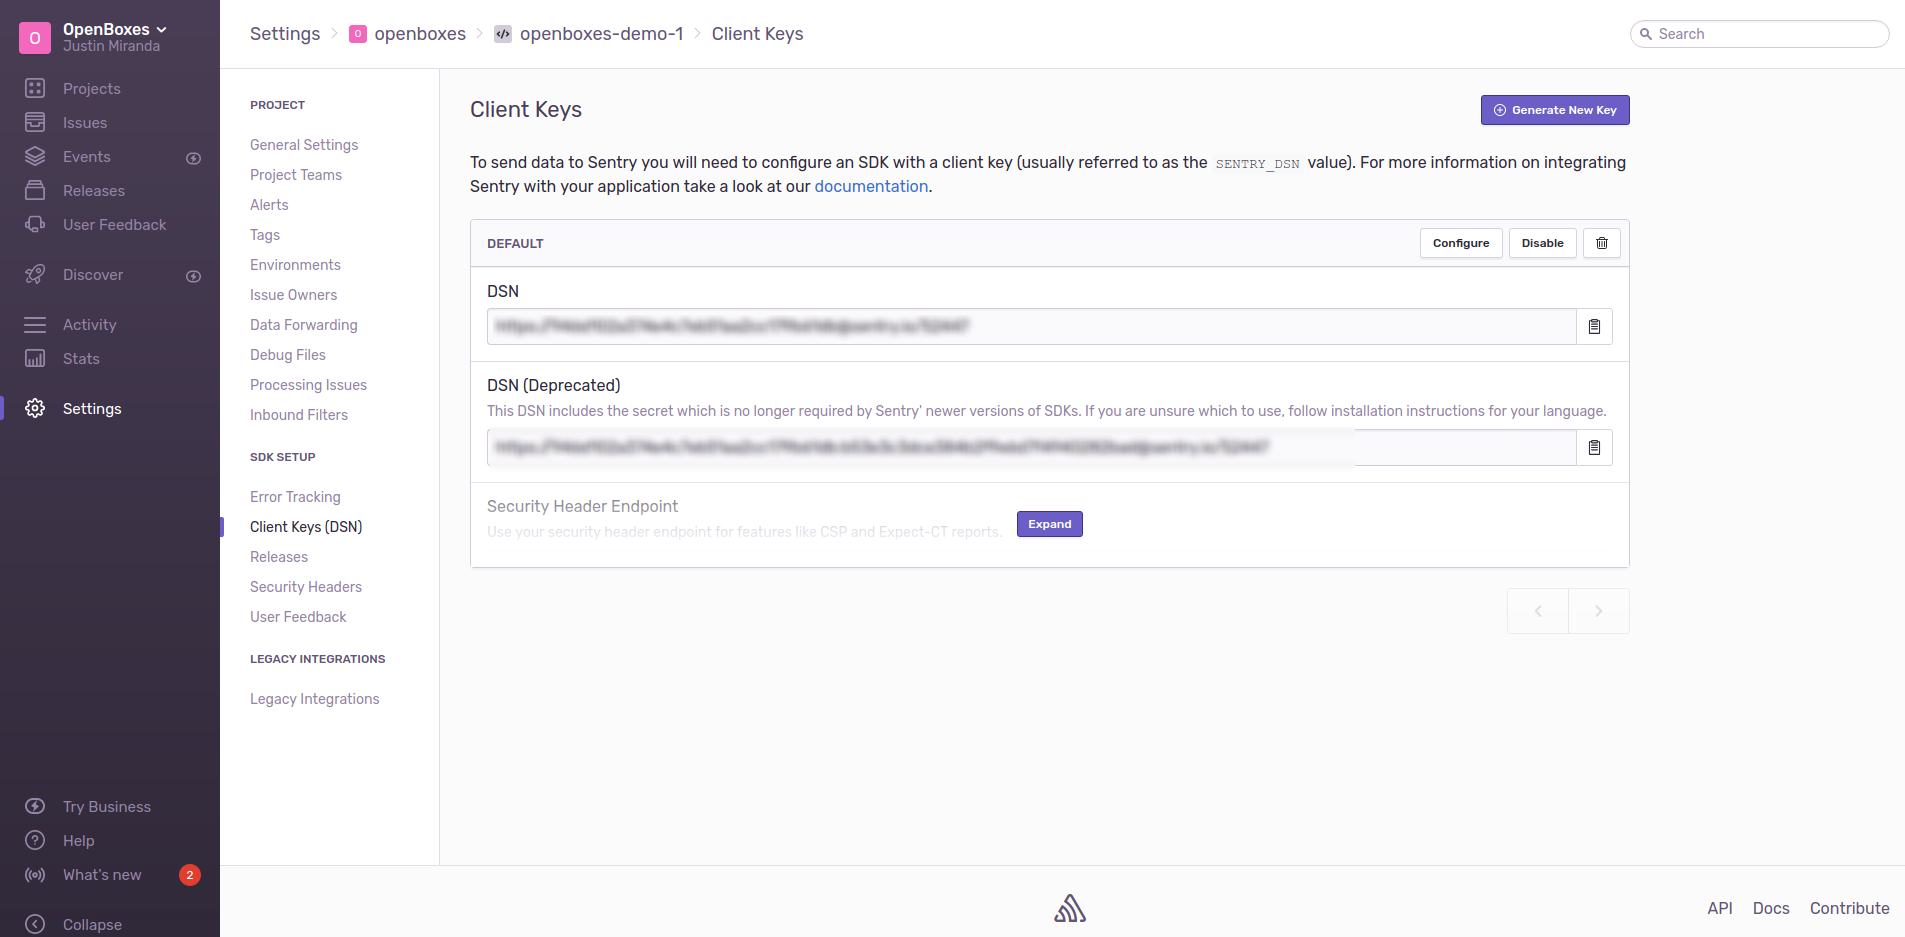 O
OpenBoxes
Justin Miranda
Projects
Issues
Events
Releases
User Feedback
Discover
Activity
Stats
Settings
Try Business
Help
What's new
2
Collapse
Settings
O
openboxes
</>
openboxes-demo-1
Client Keys
Search
PROJECT
General Settings
Project Teams
Alerts
Tags
Environments
Issue Owners
Data Forwarding
Debug Files
Processing Issues
Inbound Filters
SDK SETUP
Error Tracking
Client Keys (DSN)
Releases
Security Headers
User Feedback
LEGACY INTEGRATIONS
Legacy Integrations
Client Keys
Generate New Key
To send data to Sentry you will need to configure an SDK with a client key (usually referred to as the SENTRY_DSN value). For more information on integrating
Sentry with your application take a look at our documentation.
DEFAULT
Configure
Disable
DSN
DSN (Deprecated)
This DSN includes the secret which is no longer required by Sentry' newer versions of SDKs. If you are unsure which to use, follow installation instructions for your language.
Security Header Endpoint
Use your security header endpoint for features like CSP and Expect-CT reports.
Expand
API
Docs
Contribute